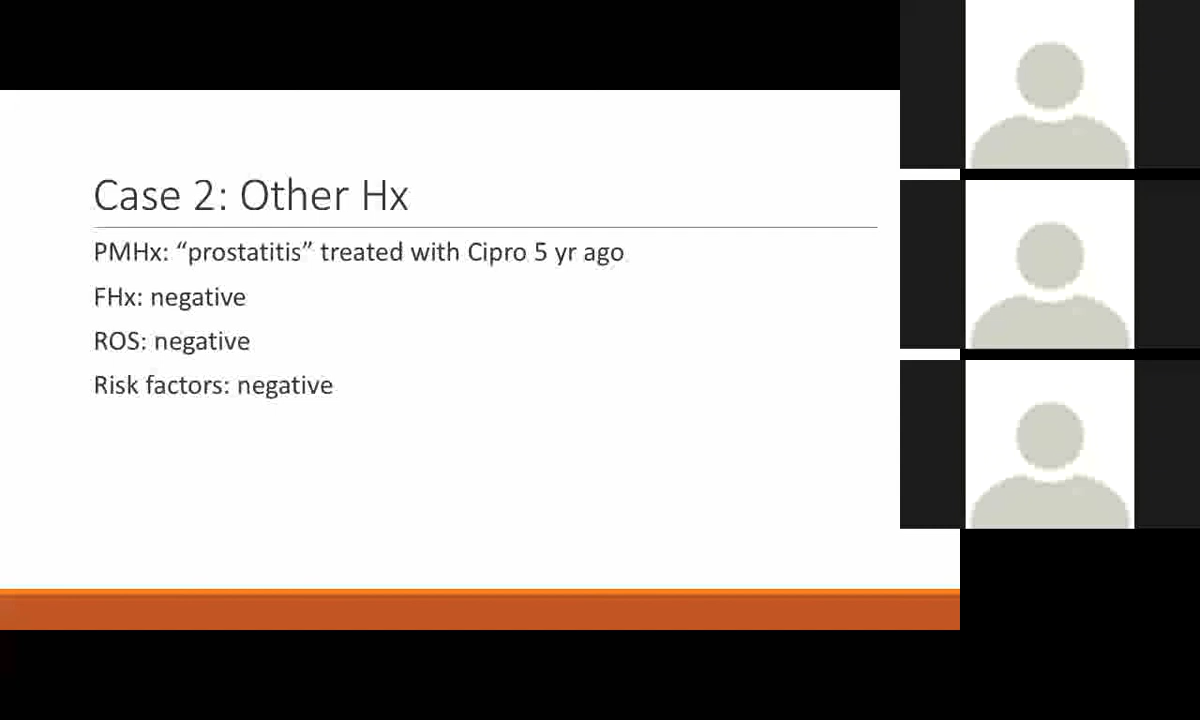 Case 2: Other Hx
PMHx: “prostatitis” treated with Cipro 5 yr ago
FHx: negative
ROS: negative
Risk factors: negative